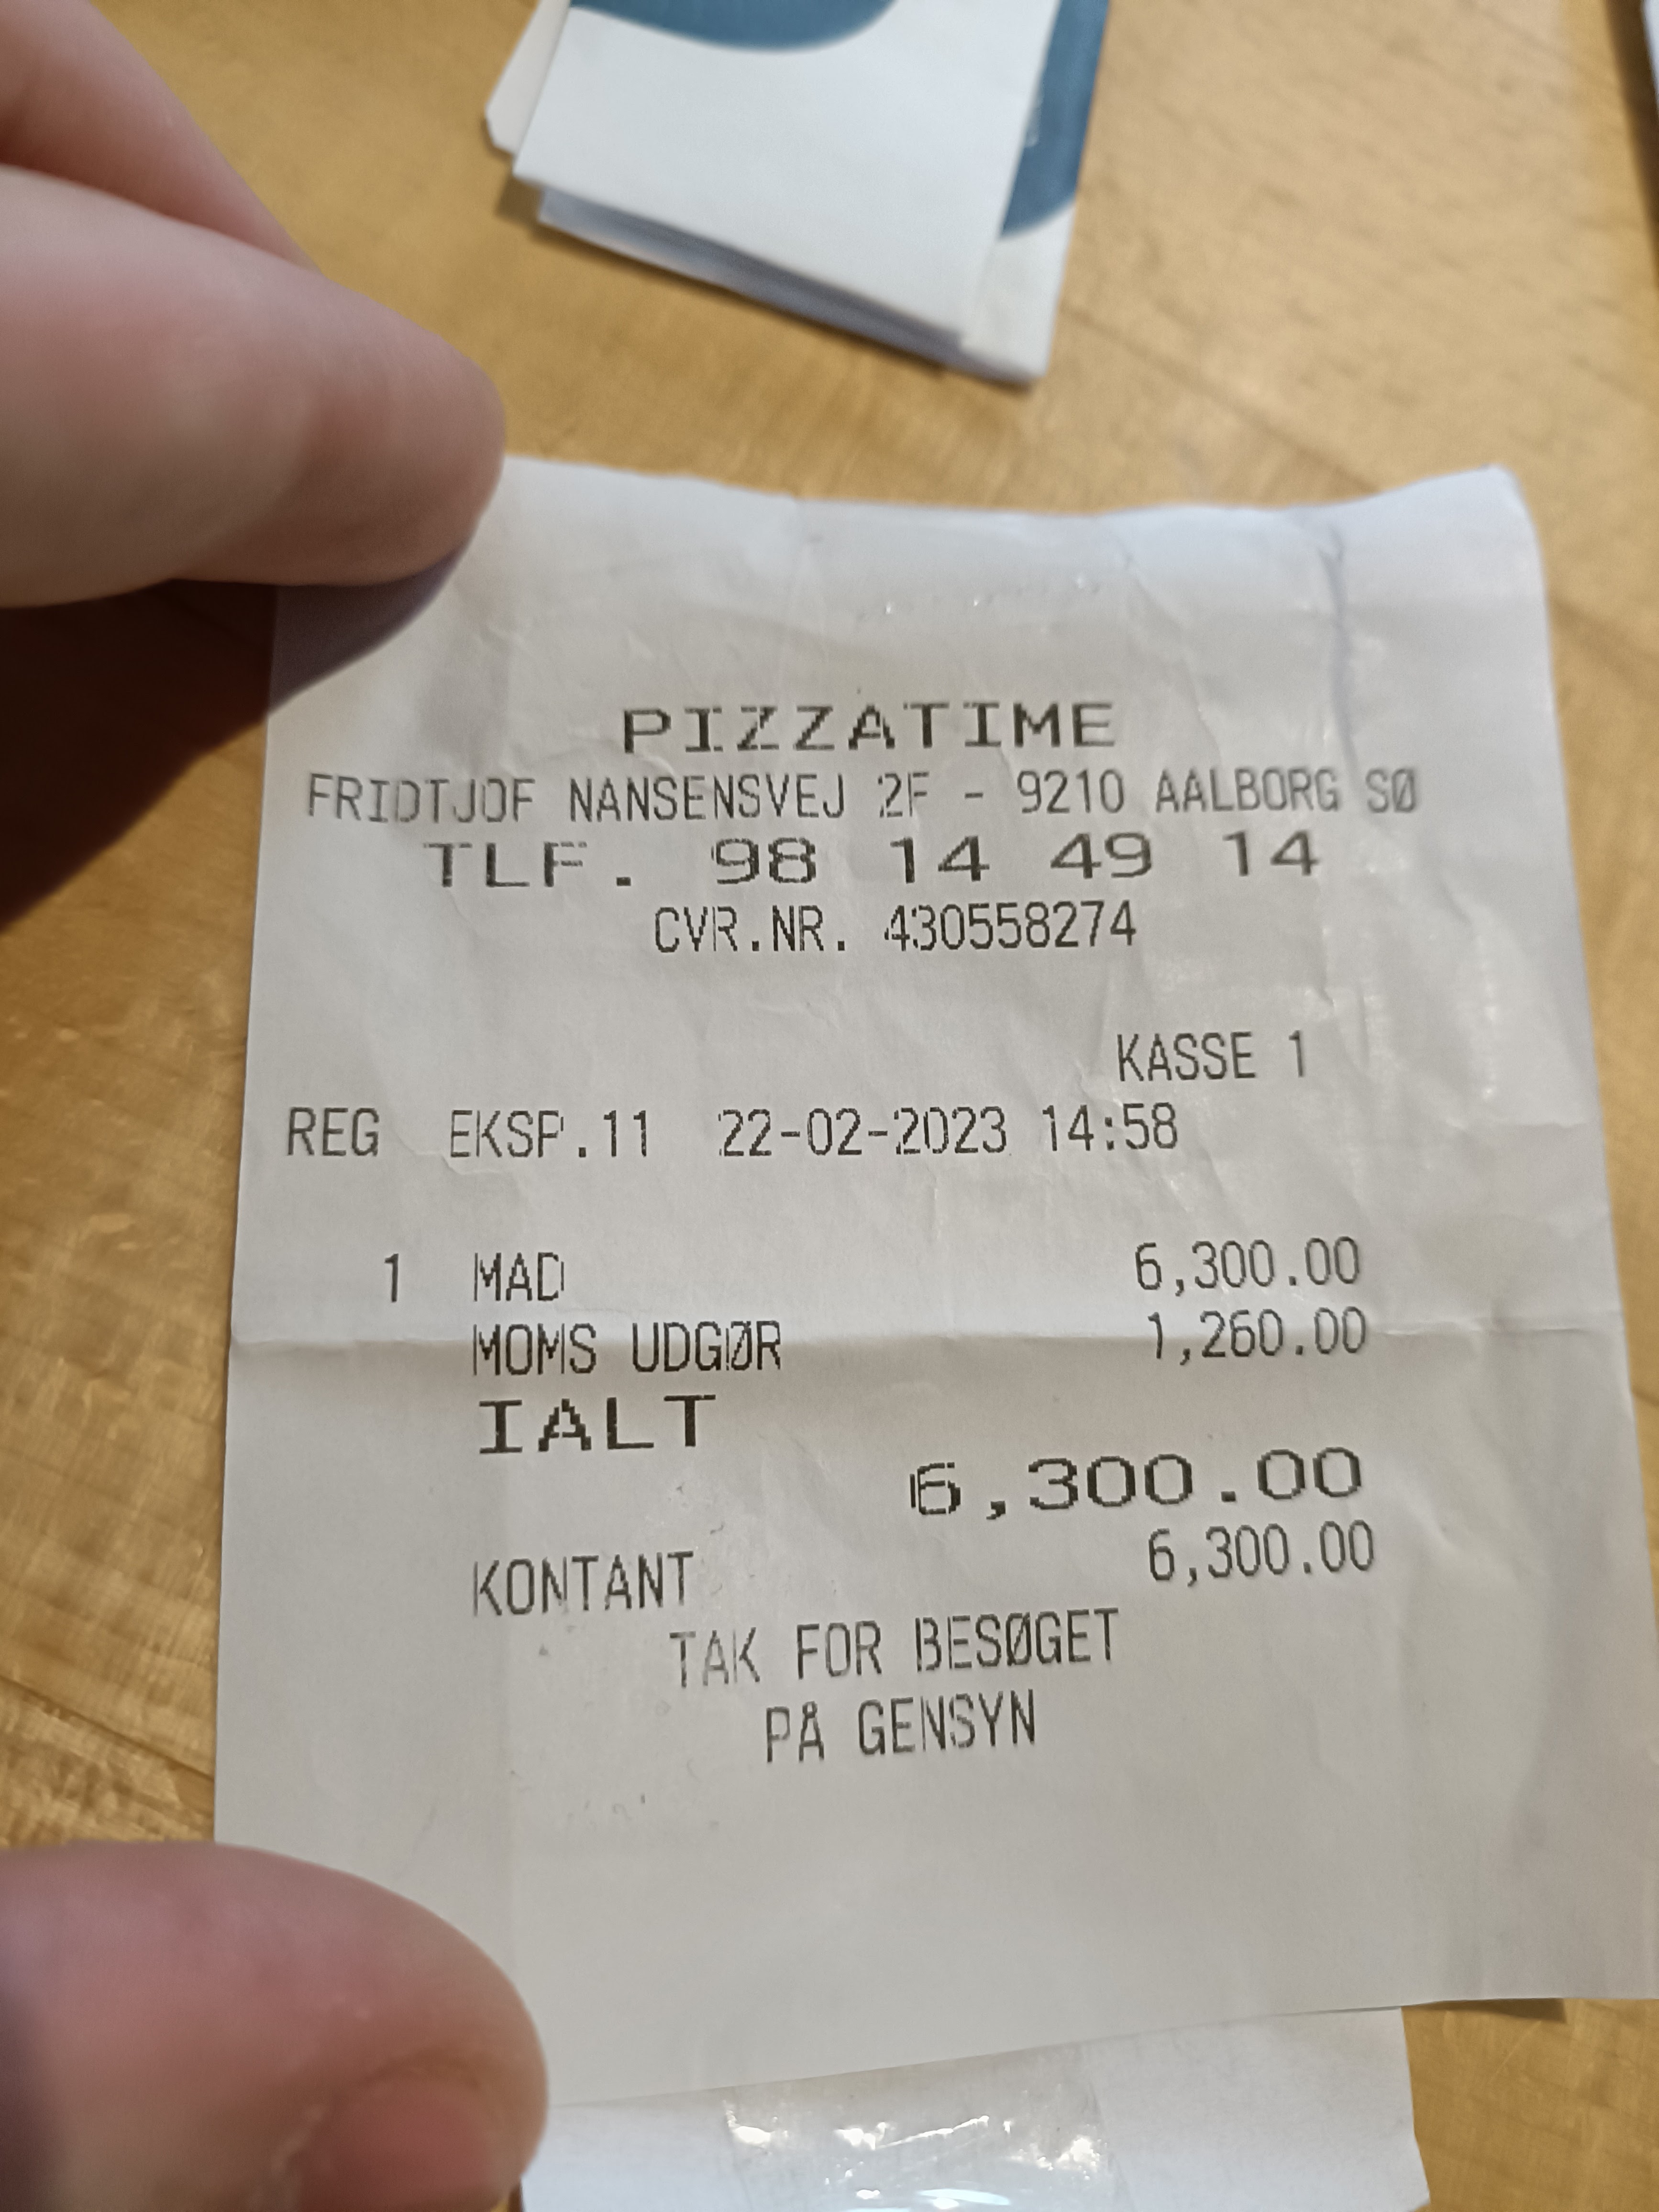 PIZZATIME
FRIDTJOF NANSENSVEJ 2F - 9210 AALBORG SØ
TLF. 98 14 49 14
CVR.NR. 430558274
KASSE 1
REG EKSP.11 22-02-2023 14:58
1 MAD 6,300.00
MOMS UDGØR 1,260.00
IALT
6,300.00
KONTANT 6,300.00
TAK FOR BESØGET
PÅ GENSYN